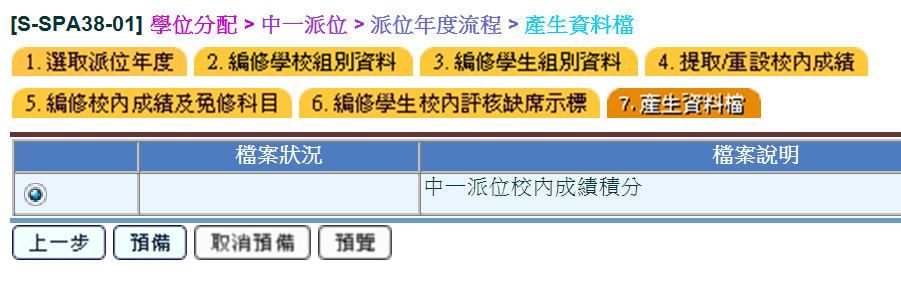 [S-SPA38-01] 學位分配 > 中一派位 > 派位年度流程 > 產生資料檔
1. 選取派位年度 2. 編修學校組別資料 3. 編修學生組別資料 4. 提取/重設校內成績
5. 編修校內成績及免修科目 6. 編修學生校內評核缺席示標 7. 產生資料檔
檔案狀況 檔案說明
中一派位校內成績積分
上一步 預備 取消預備 預覽